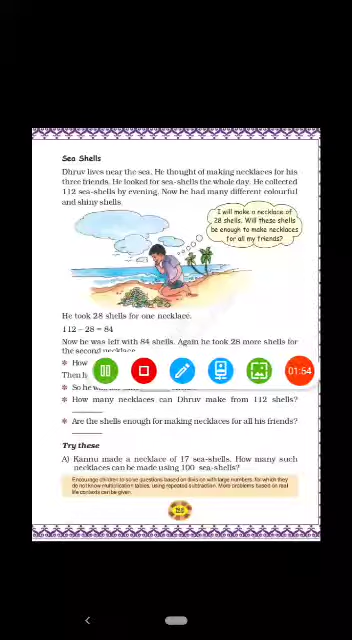 Sea Shells
Dhruv lives near the sea. He thought of making necklaces for his
three friends. He looked for sea-shells the whole day. He collected
112 sea-shells by evening. Now he had many different colourful
and shiny shells.
I will make a necklace of
28 shells. Will these shells
be enough to make necklaces
for all my friends?
He took 28 shells for one necklace.
112 – 28 = 84
Now he was left with 84 shells. Again he took 28 more shells for
the second necklace.
* How
Then h
01:54
* So he
* How many necklaces can Dhruv make from 112 shells?
* Are the shells enough for making necklaces for all his friends?
Try these
A) Kannu made a necklace of 17 sea-shells. How many such
necklaces can be made using 100 sea-shells?
Encourage children to solve questions based on division with large numbers, for which they
do not know multiplication tables, using repeated subtraction. More problems based on real
life contexts can be given.